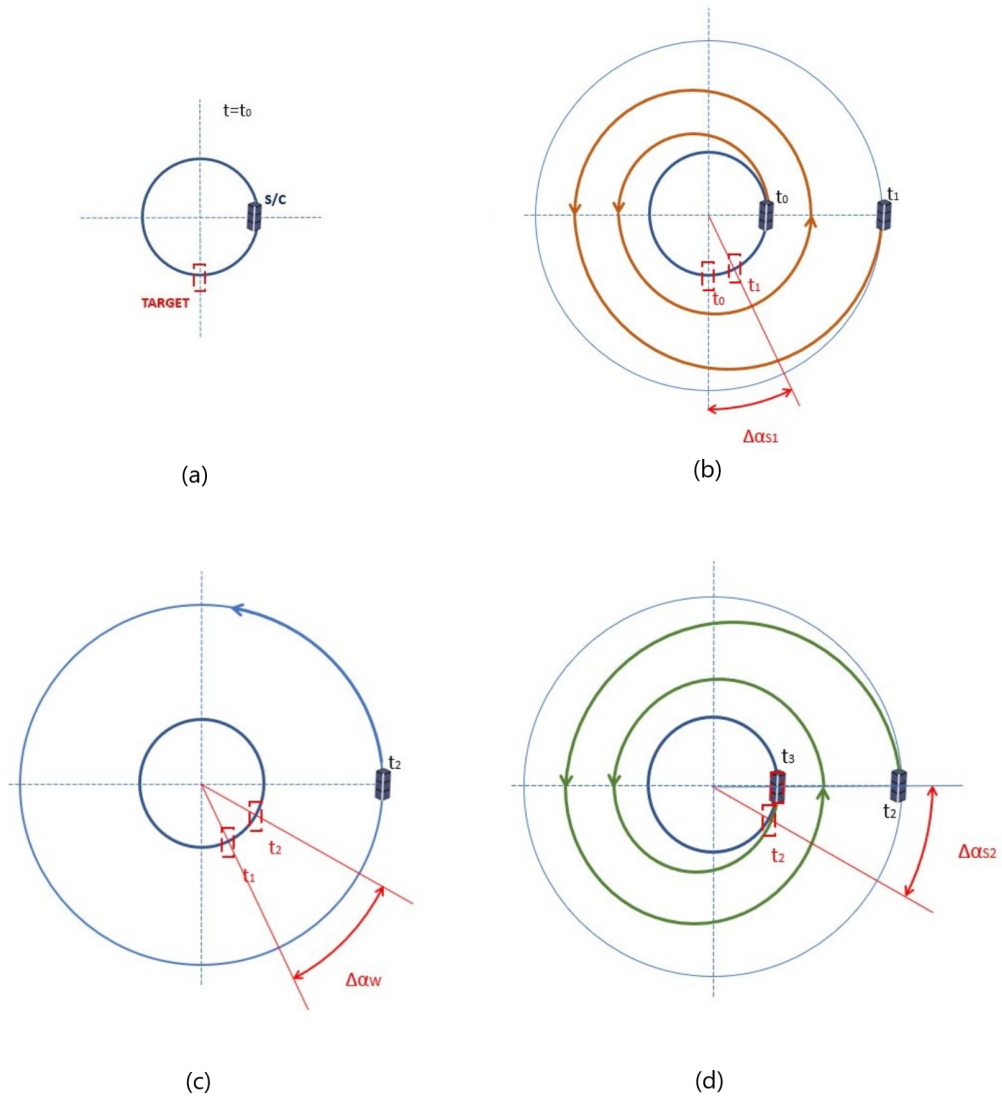 t=t₀
s/c
TARGET
(a)
t₀
t₁
t₀
t₁
Δαs₁
(b)
t₂
t₂
t₁
Δαw
(c)
t₃
t₂
t₂
Δαs₂
(d)